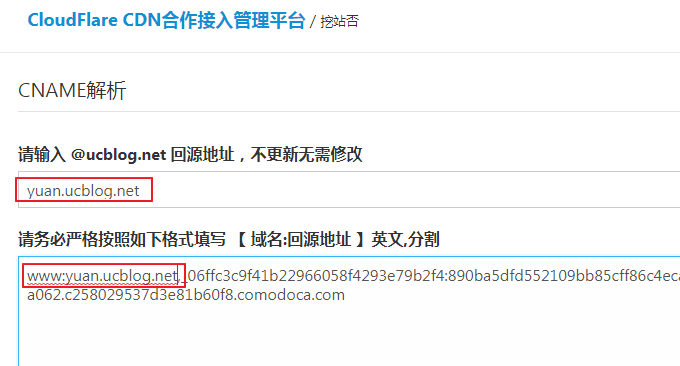 CloudFlare CDN合作接入管理平台 / 挖站否
CNAME解析
请输入 @ucblog.net 回源地址，不更新无需修改
yuan.ucblog.net
请务必严格按照如下格式填写 【 域名:回源地址 】英文,分割
www:yuan.ucblog.net,_06ffc3c9f41b22966058f4293e79b2f4:890ba5dfd552109bb85cff86c4eca
a062.c258029537d3e81b60f8.comodoca.com